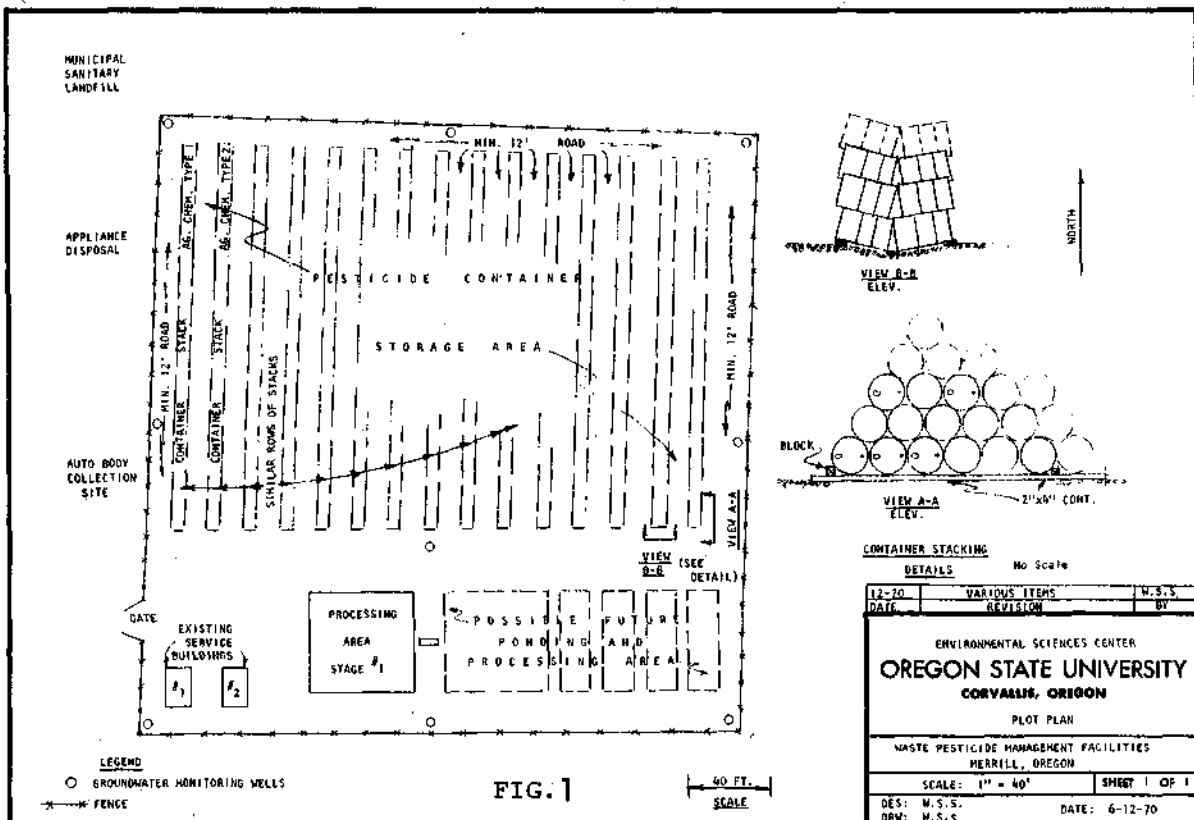 MUNICIPAL
SANITARY
LANDFILL
APPLIANCE
DISPOSAL
AUTO BODY
COLLECTION
SITE
MIN. 12' ROAD
MIN. 12' ROAD
CONTAINER STACK AG. CHEM. TYPE 1
CONTAINER STACK AG. CHEM. TYPE 2
SIMILAR ROWS OF STACKS
PESTICIDE CONTAINER
STORAGE AREA
MIN. 12' ROAD
VIEW A-A
VIEW
B-B
(SEE
DETAIL)
GATE
EXISTING
SERVICE
BUILDINGS
#1
#2
PROCESSING
AREA
STAGE #1
POSSIBLE FUTURE
PONDING AND
PROCESSING AREA
VIEW B-B
ELEV.
NORTH
BLOCK
VIEW A-A
ELEV.
2"x4" CONT.
CONTAINER STACKING
DETAILS
No Scale
12-70 VARIOUS ITEMS W.S.S.
DATE REVISION BY
ENVIRONMENTAL SCIENCES CENTER
OREGON STATE UNIVERSITY
CORVALLIS, OREGON
PLOT PLAN
WASTE PESTICIDE MANAGEMENT FACILITIES
MERRILL, OREGON
SCALE: 1" = 40' SHEET 1 OF 1
DES: W.S.S.
DRW: W.S.S.
DATE: 6-12-70
LEGEND
GROUNDWATER MONITORING WELLS
FENCE
FIG. 1
40 FT.
SCALE